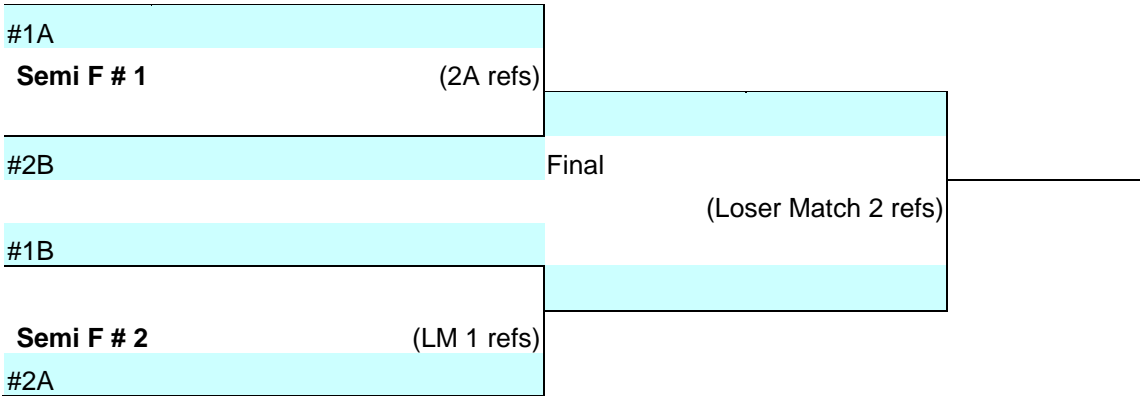 #1A
Semi F # 1 (2A refs)
#2B
Final
(Loser Match 2 refs)
#1B
Semi F # 2 (LM 1 refs)
#2A